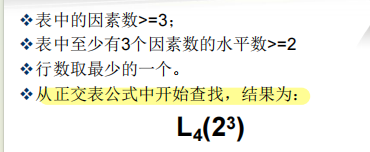 ❖表中的因素数>=3；
❖表中至少有3个因素数的水平数>=2
❖行数取最少的一个。
❖从正交表公式中开始查找，结果为：
L₄(2³)